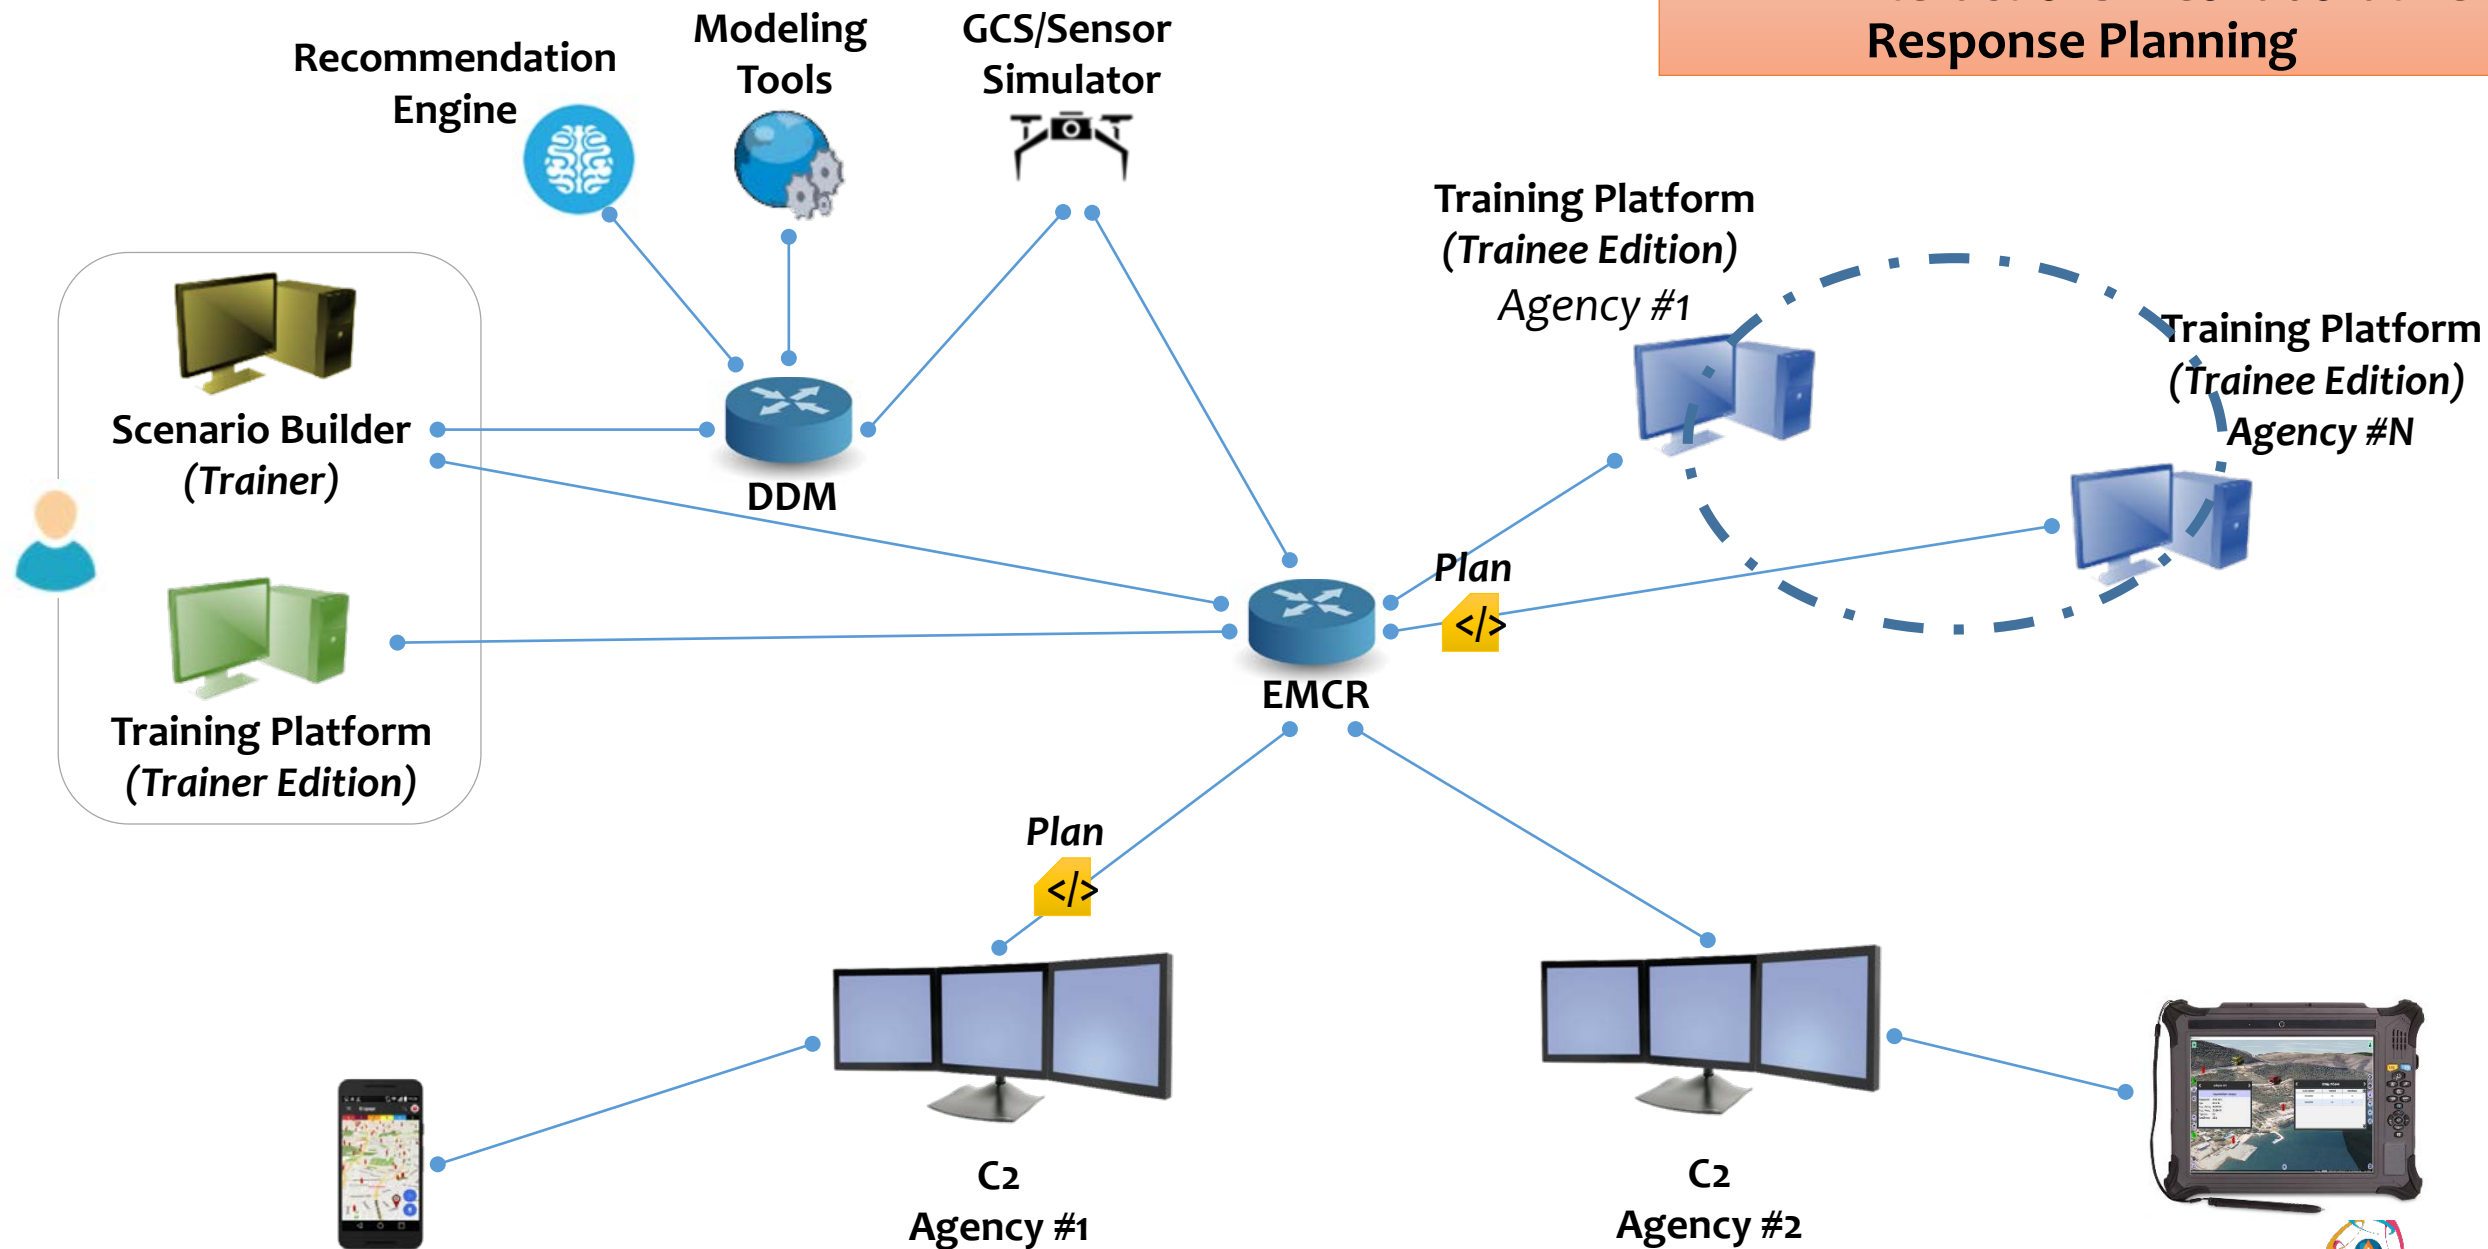 Response Planning
Recommendation
Engine
Modeling
Tools
GCS/Sensor
Simulator
Training Platform
(Trainee Edition)
Agency #1
Training Platform
(Trainee Edition)
Agency #N
Scenario Builder
(Trainer)
DDM
Plan
</>
EMCR
Training Platform
(Trainer Edition)
Plan
</>
C2
Agency #1
C2
Agency #2